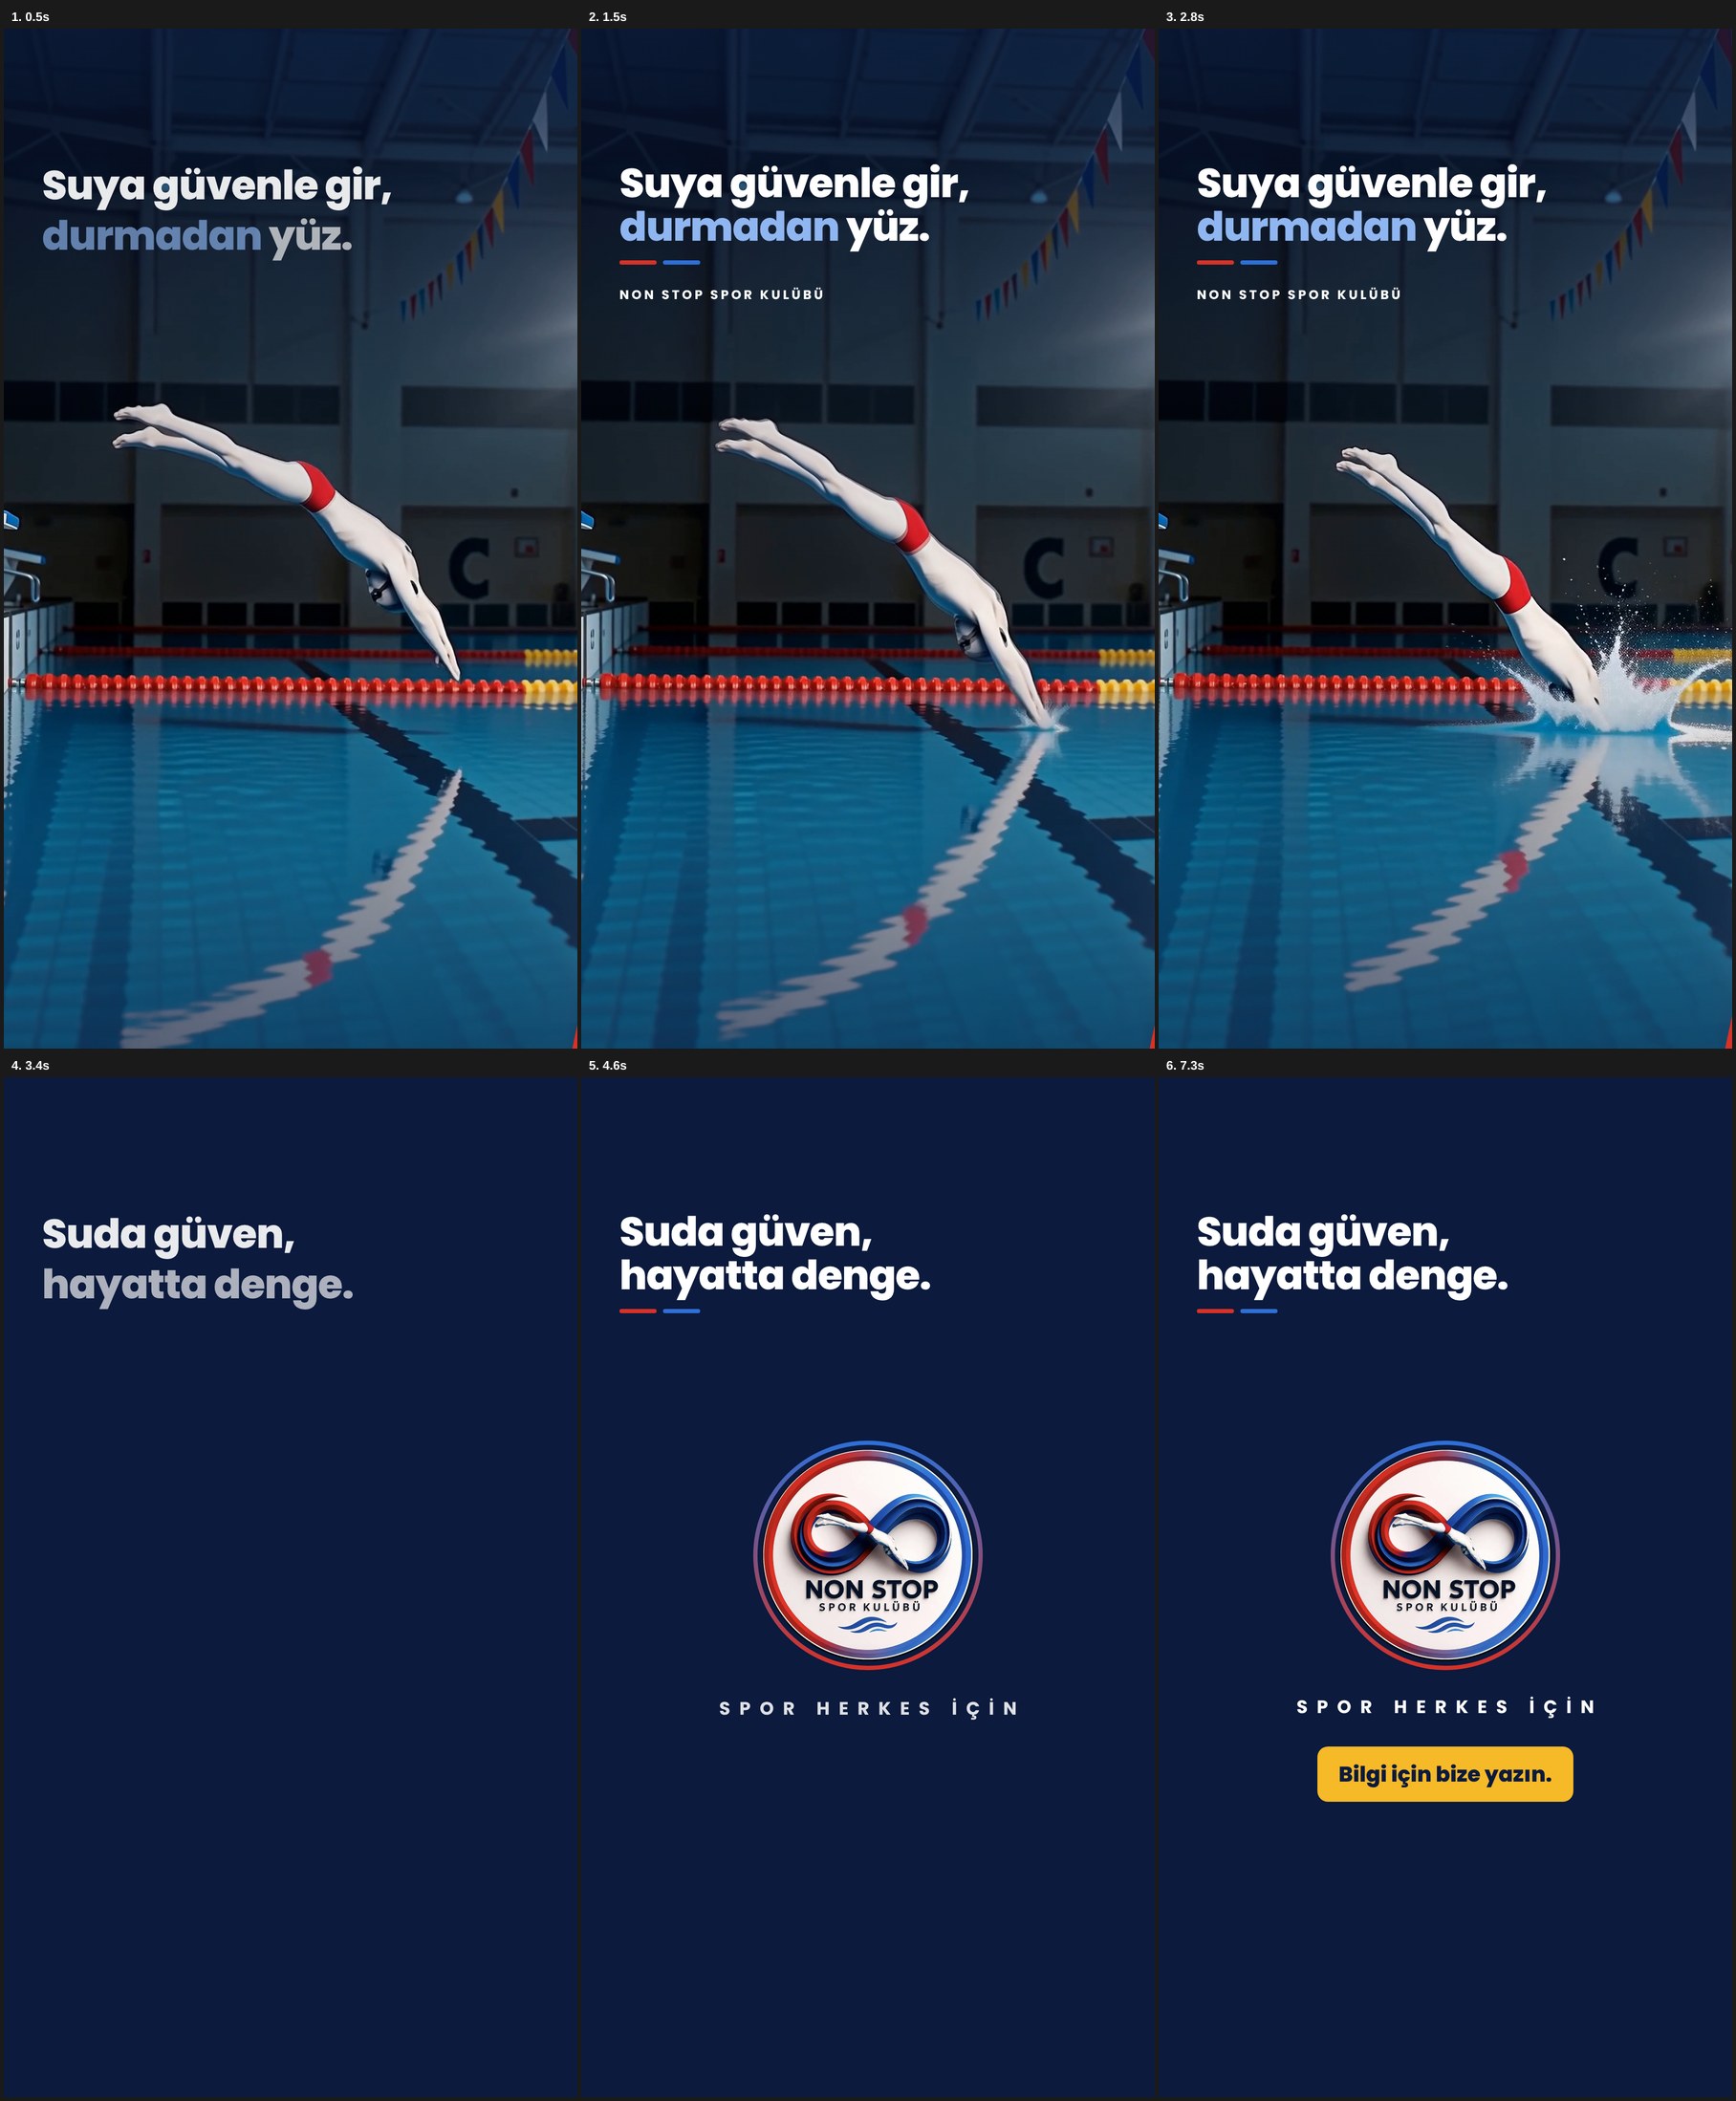 1. 0.5s
Suya güvenle gir,
durmadan yüz.
C
2. 1.5s
Suya güvenle gir,
durmadan yüz.
NON STOP SPOR KULÜBÜ
C
3. 2.8s
Suya güvenle gir,
durmadan yüz.
NON STOP SPOR KULÜBÜ
C
4. 3.4s
Suda güven,
hayatta denge.
5. 4.6s
Suda güven,
hayatta denge.
NON STOP
SPOR KULÜBÜ
SPOR HERKES İÇİN
6. 7.3s
Suda güven,
hayatta denge.
NON STOP
SPOR KULÜBÜ
SPOR HERKES İÇİN
Bilgi için bize yazın.